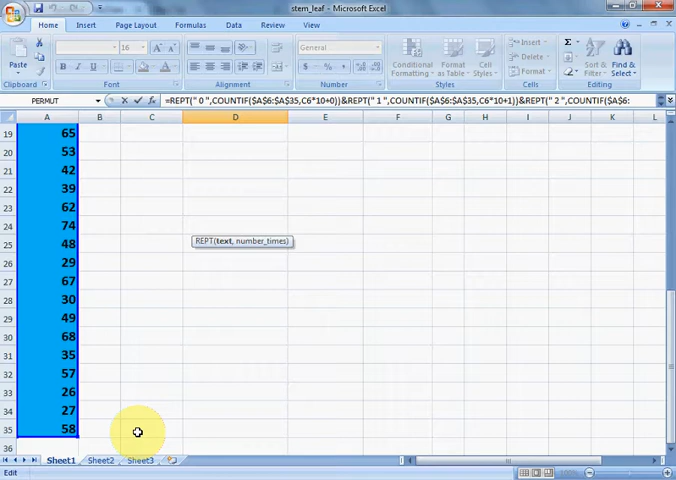 stem_leaf - Microsoft Excel
Home Insert Page Layout Formulas Data Review View
Paste
Clipboard
16
B I U
Font
Alignment
General
$ % ,
Number
Conditional Formatting
Format as Table
Cell Styles
Styles
Insert
Delete
Format
Cells
Σ
Sort & Filter
Find & Select
Editing
PERMUT
fx
=REPT(" 0 ",COUNTIF($A$6:$A$35,C6*10+0))&REPT(" 1 ",COUNTIF($A$6:$A$35,C6*10+1))&REPT(" 2 ",COUNTIF($A$6:
A B C D E F G H I J K L
19 65
20 53
21 42
22 39
23 62
24 74
25 48
REPT(text, number_times)
26 29
27 67
28 30
29 49
30 68
31 35
32 57
33 26
34 27
35 58
36
Sheet1 Sheet2 Sheet3
Edit
100%